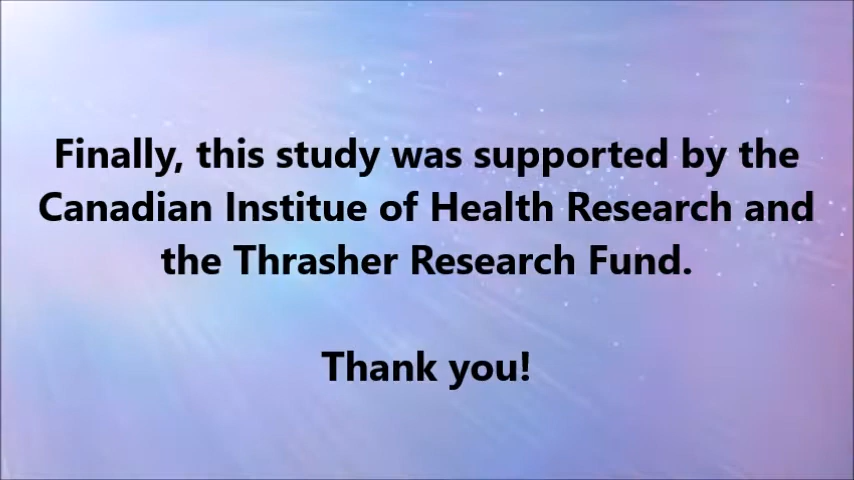 Finally, this study was supported by the
Canadian Institue of Health Research and
the Thrasher Research Fund.
Thank you!